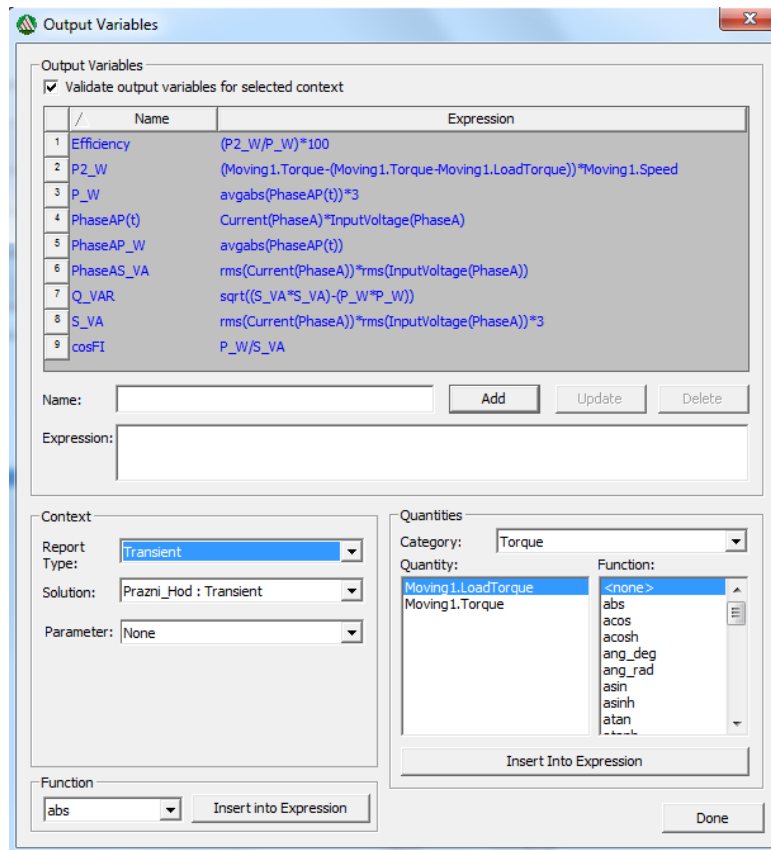 Output Variables
Output Variables
Validate output variables for selected context
/ Name Expression
1 Efficiency (P2_W/P_W)*100
2 P2_W (Moving1.Torque-(Moving1.Torque-Moving1.LoadTorque))*Moving1.Speed
3 P_W avgabs(PhaseAP(t))*3
4 PhaseAP(t) Current(PhaseA)*InputVoltage(PhaseA)
5 PhaseAP_W avgabs(PhaseAP(t))
6 PhaseAS_VA rms(Current(PhaseA))*rms(InputVoltage(PhaseA))
7 Q_VAR sqrt((S_VA*S_VA)-(P_W*P_W))
8 S_VA rms(Current(PhaseA))*rms(InputVoltage(PhaseA))*3
9 cosFI P_W/S_VA
Name: Add Update Delete
Expression:
Context
Report Type: Transient
Solution: Prazni_Hod : Transient
Parameter: None
Quantities
Category: Torque
Quantity: Function:
Moving1.LoadTorque <none>
Moving1.Torque abs
acos
acosh
ang_deg
ang_rad
asin
asinh
atan
Insert Into Expression
Function
abs Insert into Expression
Done